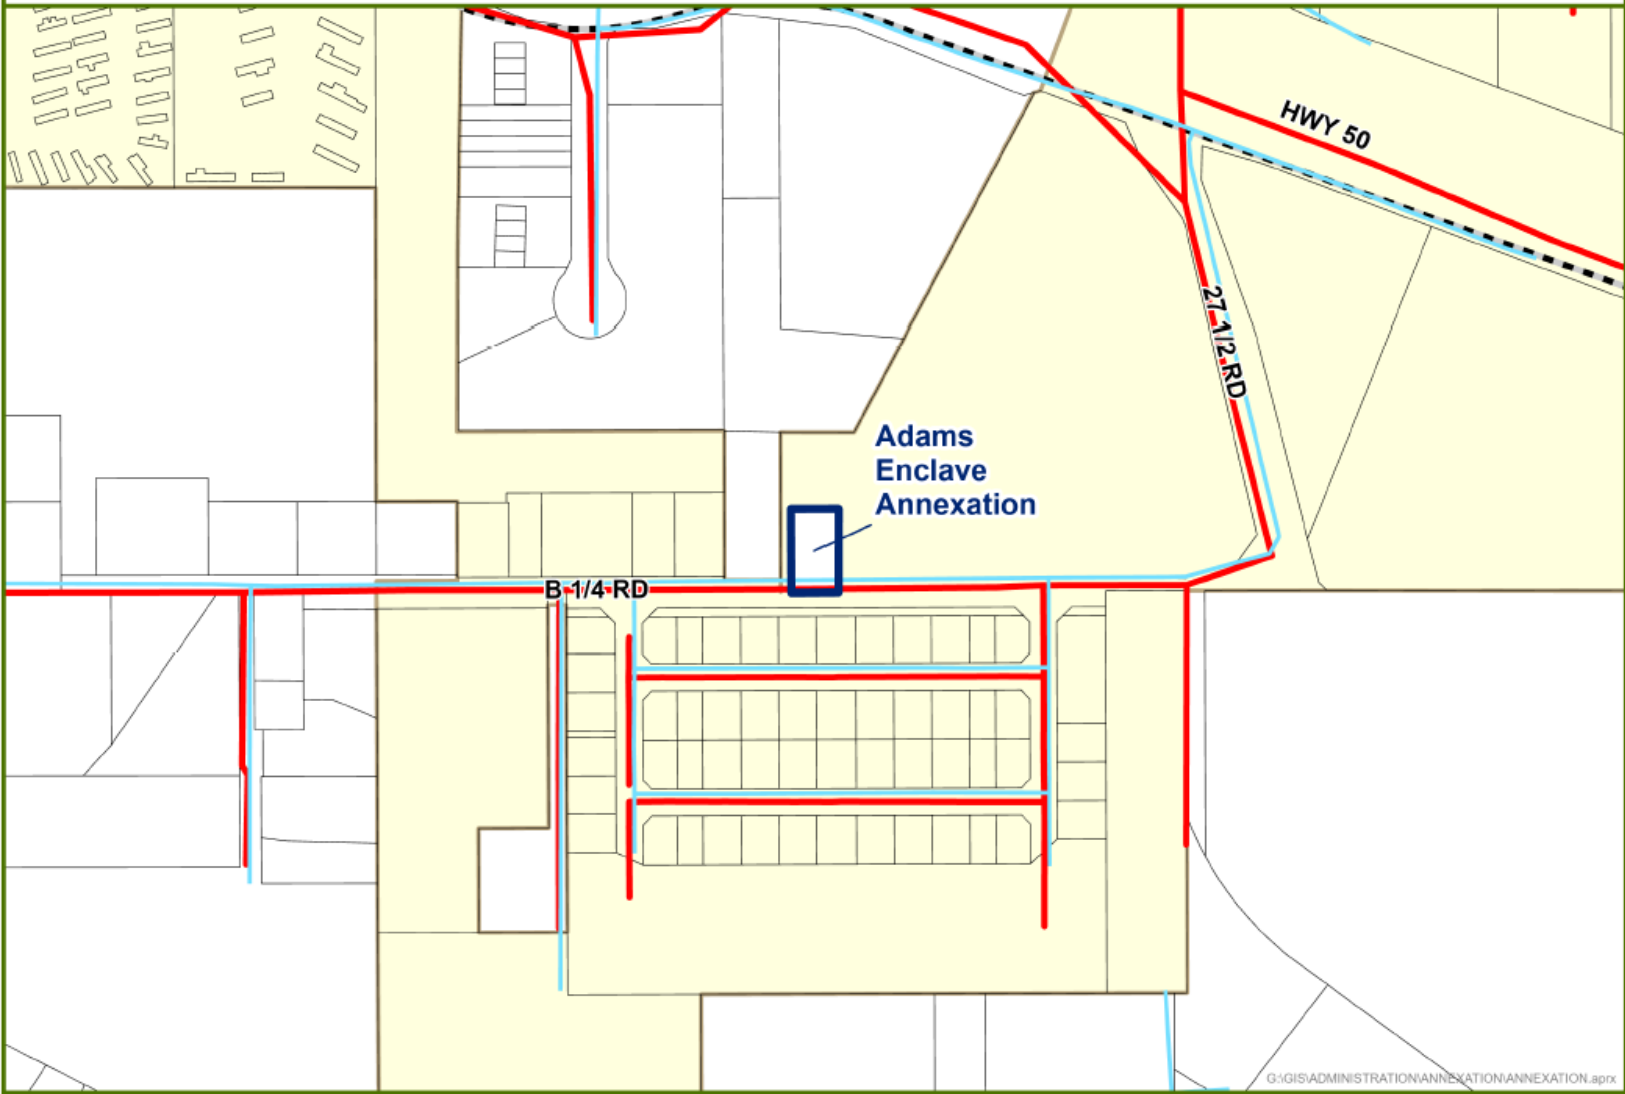 HWY 50
27 1/2 RD
Adams
Enclave
Annexation
B 1/4 RD
G:\GIS\ADMINISTRATION\ANNEXATION\ANNEXATION.aprx